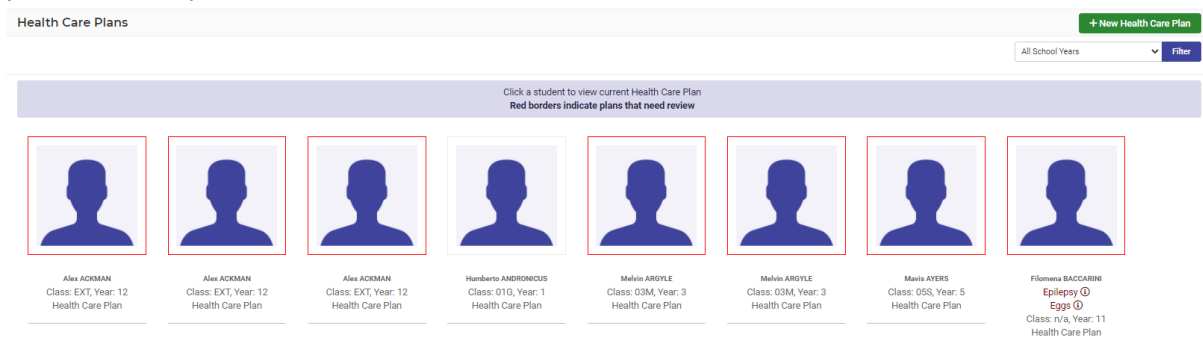 Health Care Plans
+ New Health Care Plan
All School Years
Filter
Click a student to view current Health Care Plan
Red borders indicate plans that need review
Alex ACKMAN
Class: EXT, Year: 12
Health Care Plan
Alex ACKMAN
Class: EXT, Year: 12
Health Care Plan
Alex ACKMAN
Class: EXT, Year: 12
Health Care Plan
Humberto ANDRONICUS
Class: 01G, Year: 1
Health Care Plan
Melvin ARGYLE
Class: 03M, Year: 3
Health Care Plan
Melvin ARGYLE
Class: 03M, Year: 3
Health Care Plan
Mavis AYERS
Class: 05S, Year: 5
Health Care Plan
Filomena BACCARINI
Epilepsy
Eggs
Class: n/a, Year: 11
Health Care Plan